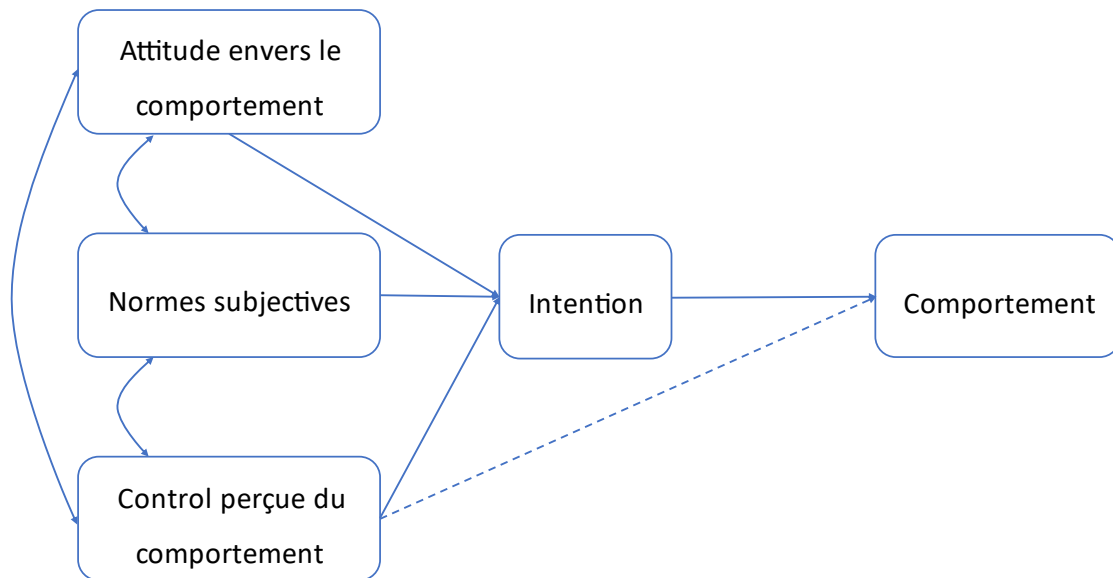 Attitude envers le
comportement
Normes subjectives
Intention
Comportement
Control perçue du
comportement